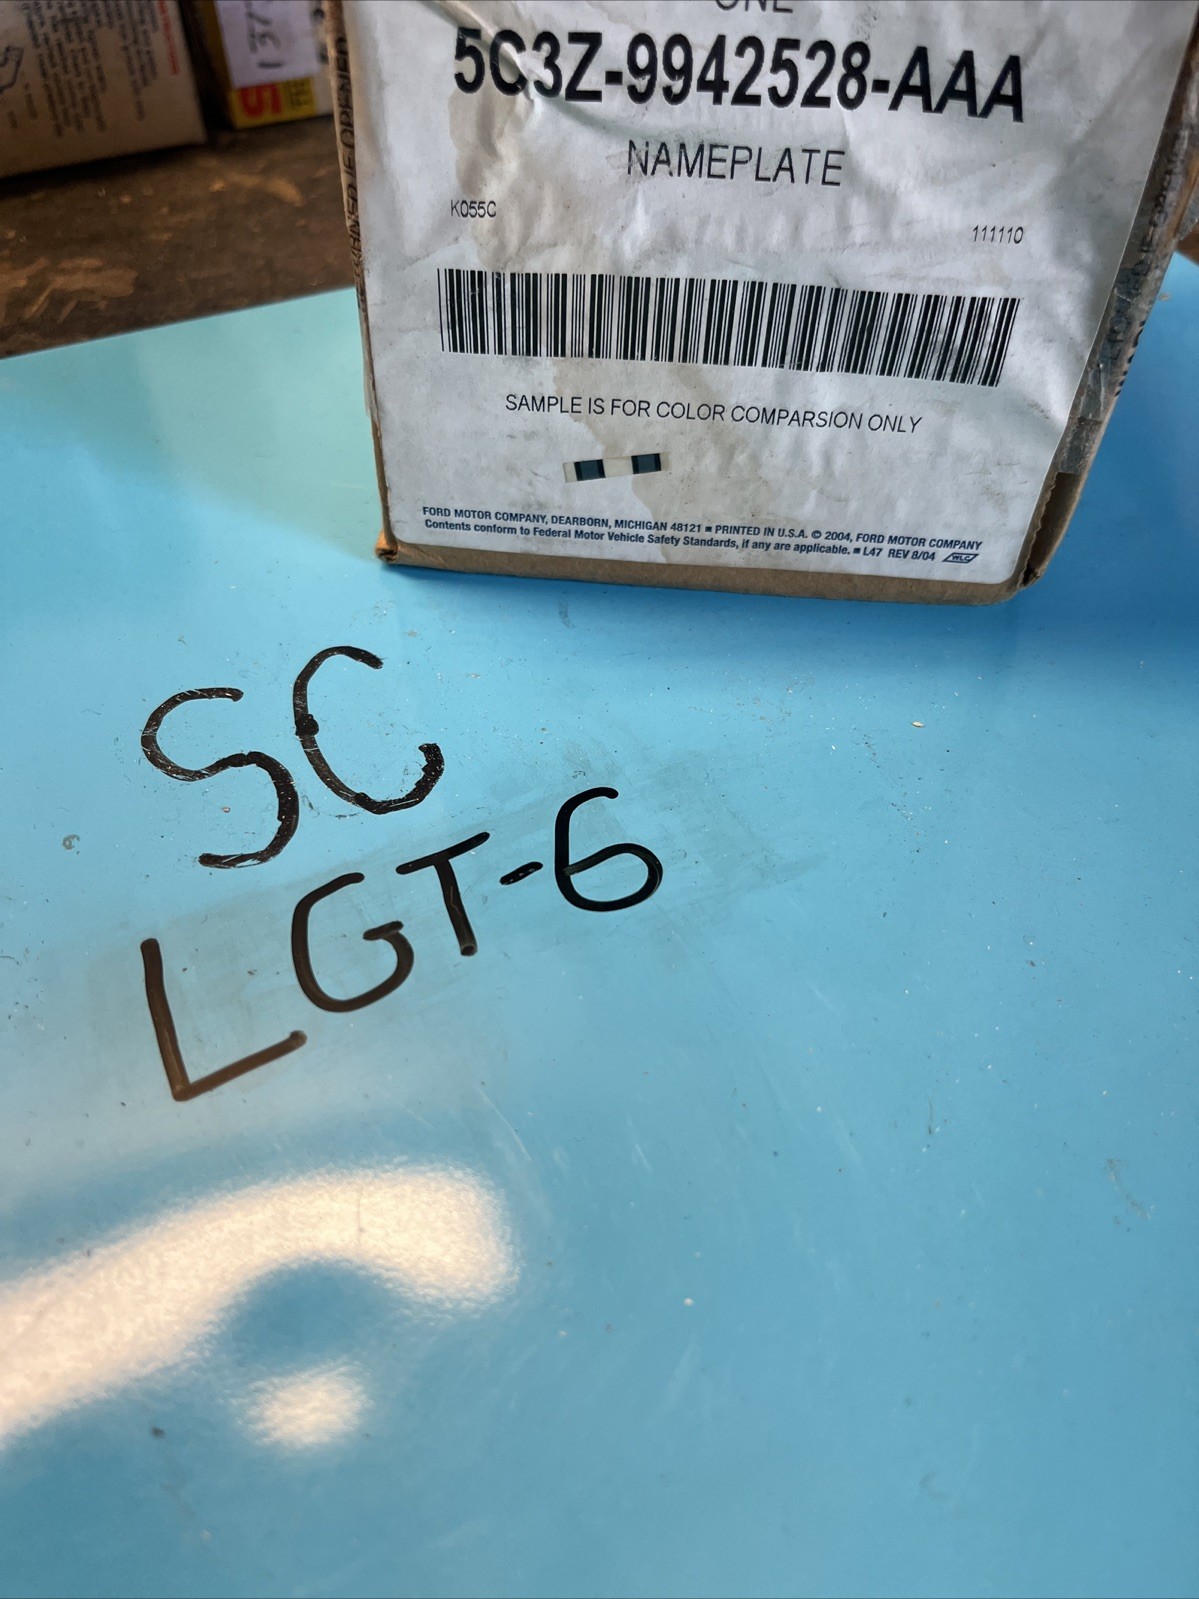 ONE
5C3Z-9942528-AAA
NAMEPLATE
K055C
111110
SAMPLE IS FOR COLOR COMPARSION ONLY
FORD MOTOR COMPANY, DEARBORN, MICHIGAN 48121 ■ PRINTED IN U.S.A. © 2004, FORD MOTOR COMPANY
Contents conform to Federal Motor Vehicle Safety Standards, if any are applicable. ■ L47 REV 8/04 WLC
SC
LGT-6